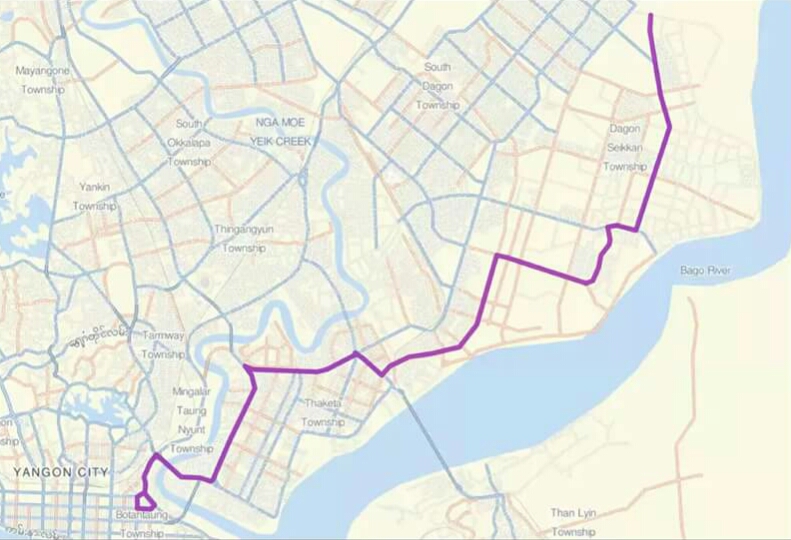 Mayangone
Township
South
Dagon
Township
South
Okkalapa
Township
NGA MOE
YEIK CREEK
Dagon
Seikkan
Township
Yankin
Township
Thingangyun
Township
Bago River
Tamway
Township
Mingalar
Taung
Nyunt
Township
Thaketa
Township
YANGON CITY
Botahtaung
Township
Than Lyin
Township